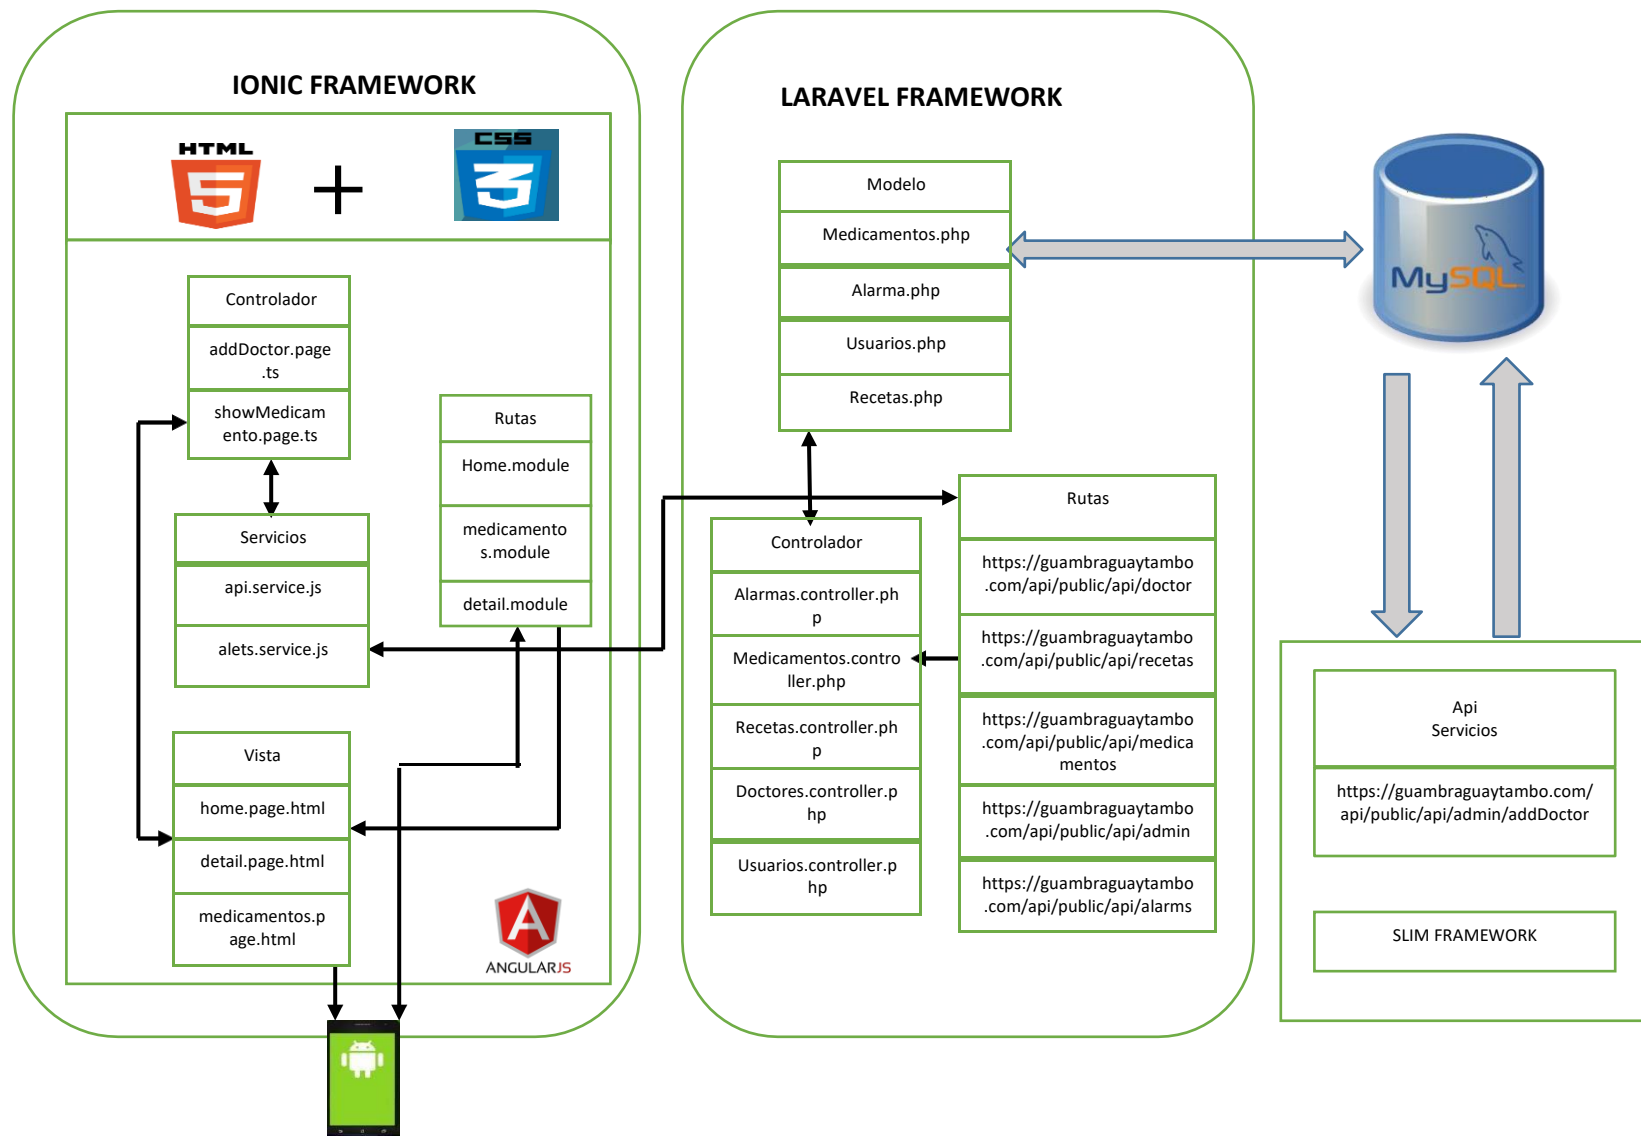 IONIC FRAMEWORK
HTML
CSS
Controlador
addDoctor.page
.ts
showMedicam
ento.page.ts
Servicios
api.service.js
alets.service.js
Vista
home.page.html
detail.page.html
medicamentos.p
age.html
Rutas
Home.module
medicamento
s.module
detail.module
ANGULARJS
LARAVEL FRAMEWORK
Modelo
Medicamentos.php
Alarma.php
Usuarios.php
Recetas.php
Controlador
Alarmas.controller.ph
p
Medicamentos.contro
ller.php
Recetas.controller.ph
p
Doctores.controller.p
hp
Usuarios.controller.p
hp
Rutas
https://guambraguaytambo
.com/api/public/api/doctor
https://guambraguaytambo
.com/api/public/api/recetas
https://guambraguaytambo
.com/api/public/api/medica
mentos
https://guambraguaytambo
.com/api/public/api/admin
https://guambraguaytambo
.com/api/public/api/alarms
MySQL
Api
Servicios
https://guambraguaytambo.com/
api/public/api/admin/addDoctor
SLIM FRAMEWORK